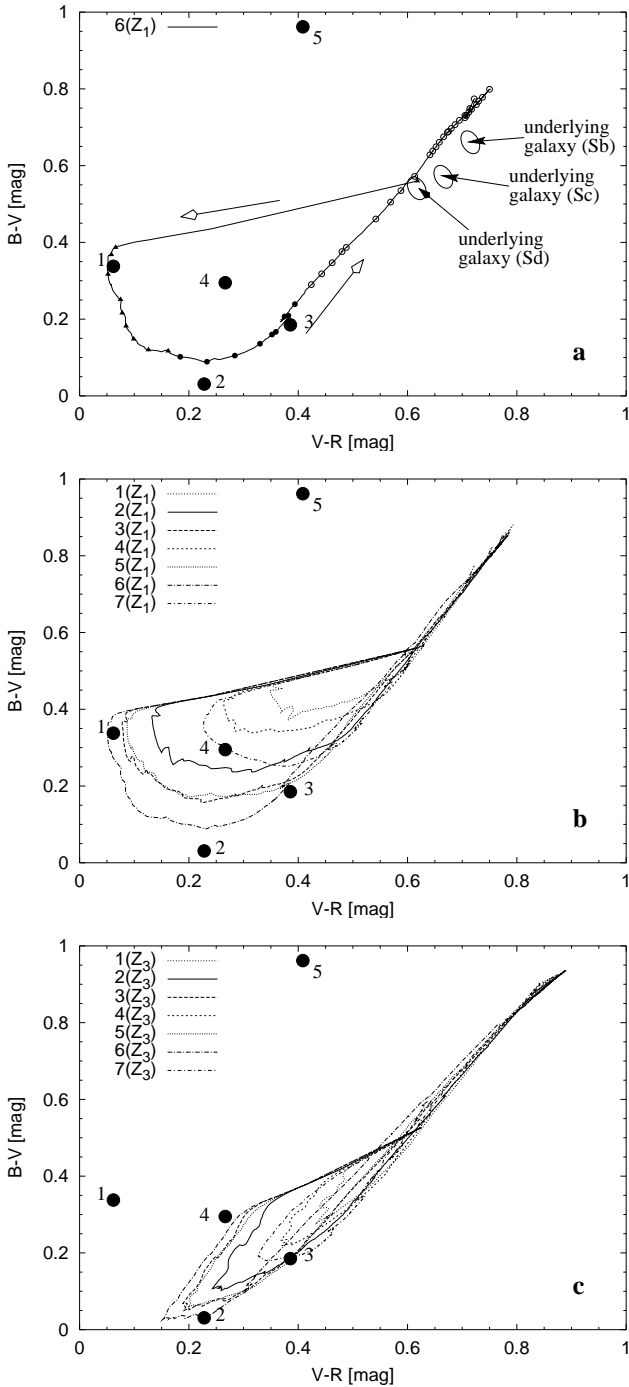 6(Z₁)
1
5
0.8
0.6
0.4
0.2
0
B-V [mag]
underlying
galaxy (Sb)
underlying
galaxy (Sc)
underlying
galaxy (Sd)
1
4
3
2
a
0 0.2 0.4 0.6 0.8 1
V-R [mag]
1(Z₁)
2(Z₁)
3(Z₁)
4(Z₁)
5(Z₁)
6(Z₁)
7(Z₁)
1
5
0.8
0.6
0.4
0.2
0
B-V [mag]
1
4
3
2
b
0 0.2 0.4 0.6 0.8 1
V-R [mag]
1(Z₃)
2(Z₃)
3(Z₃)
4(Z₃)
5(Z₃)
6(Z₃)
7(Z₃)
1
5
0.8
0.6
0.4
0.2
0
B-V [mag]
1
4
3
2
c
0 0.2 0.4 0.6 0.8 1
V-R [mag]